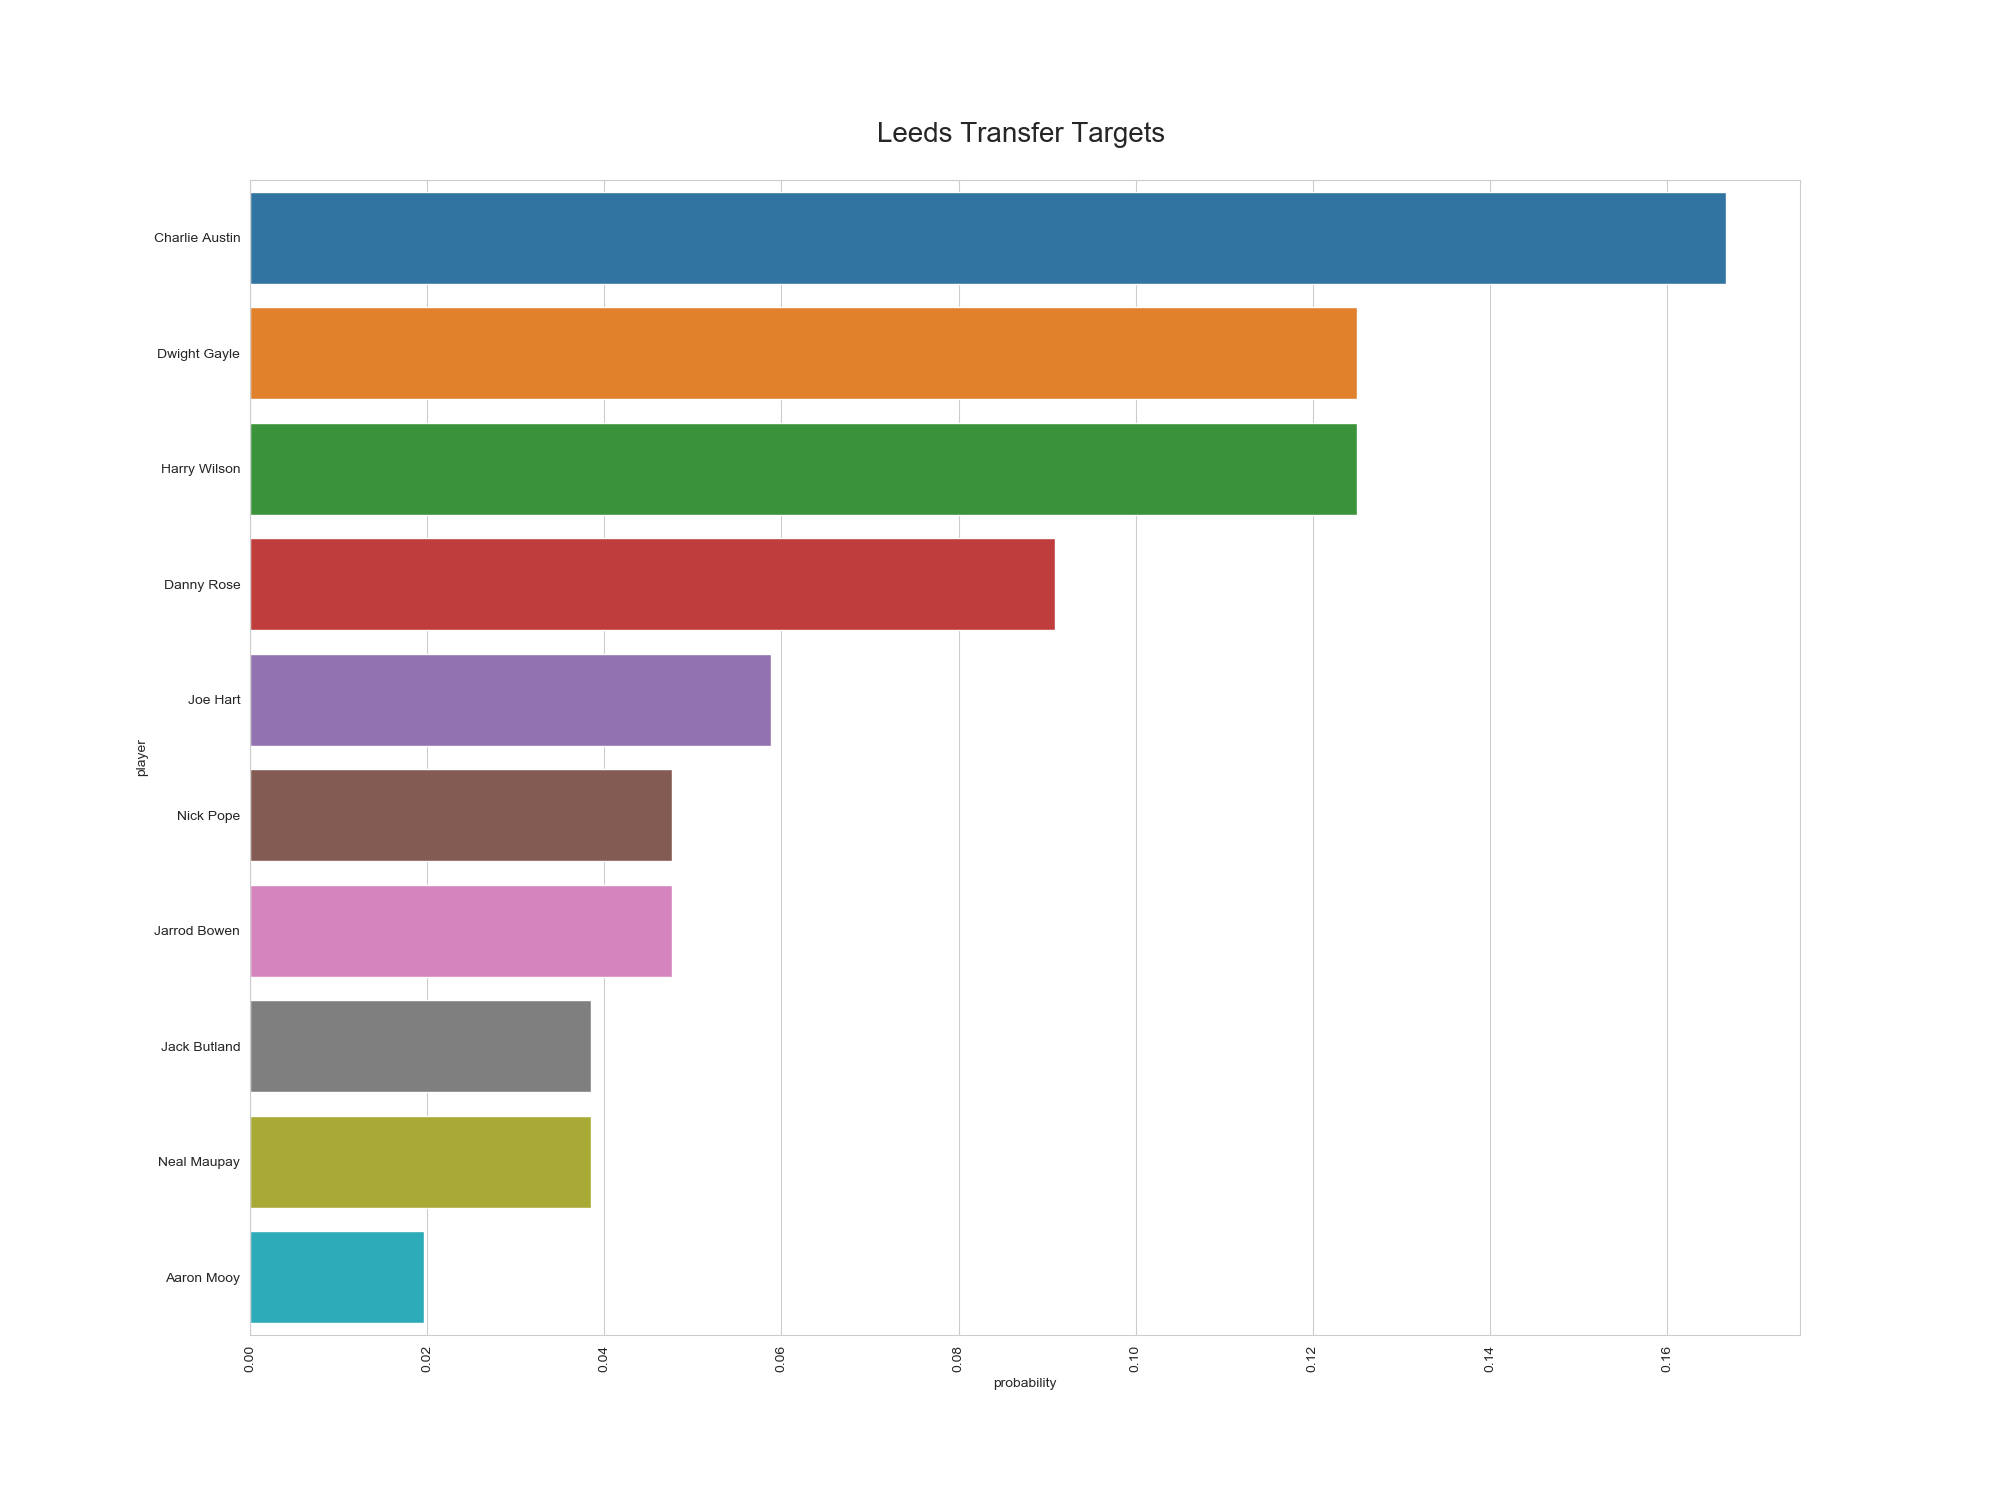 Leeds Transfer Targets
Charlie Austin
Dwight Gayle
Harry Wilson
Danny Rose
Joe Hart
Nick Pope
Jarrod Bowen
Jack Butland
Neal Maupay
Aaron Mooy
player
0.00
0.02
0.04
0.06
0.08
0.10
0.12
0.14
0.16
probability